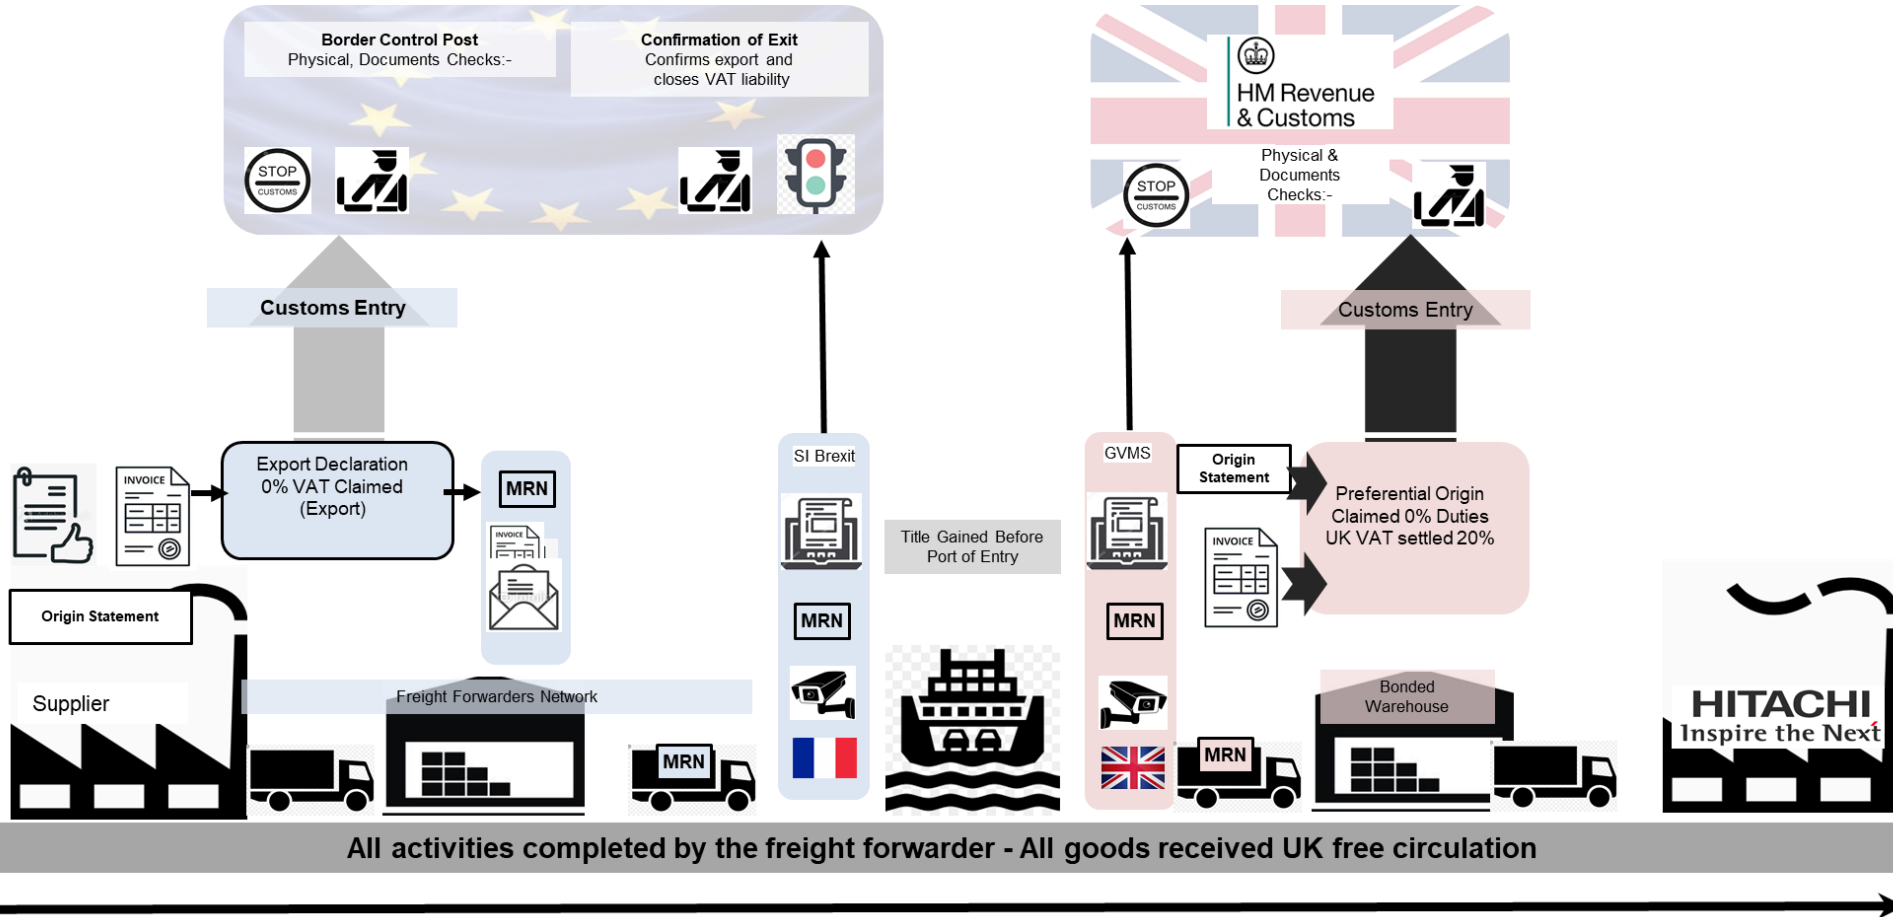 Border Control Post
Physical, Documents Checks:-
Confirmation of Exit
Confirms export and
closes VAT liability
STOP
CUSTOMS
HM Revenue
& Customs
Physical &
Documents
Checks:-
STOP
CUSTOMS
Customs Entry
Customs Entry
INVOICE
Export Declaration
0% VAT Claimed
(Export)
MRN
INVOICE
SI Brexit
MRN
Title Gained Before
Port of Entry
GVMS
MRN
Origin
Statement
INVOICE
Preferential Origin
Claimed 0% Duties
UK VAT settled 20%
Origin Statement
Supplier
Freight Forwarders Network
MRN
MRN
Bonded
Warehouse
HITACHI
Inspire the Next
All activities completed by the freight forwarder - All goods received UK free circulation